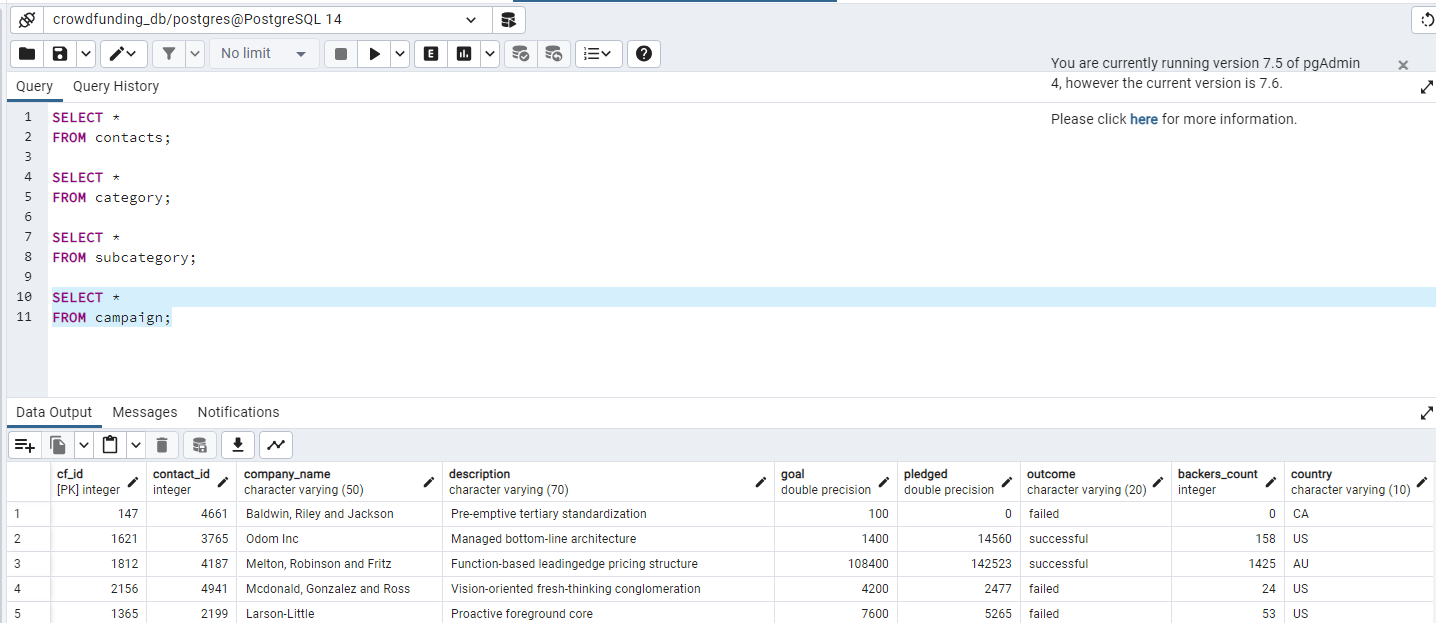 crowdfunding_db/postgres@PostgreSQL 14
No limit
E
You are currently running version 7.5 of pgAdmin
4, however the current version is 7.6.
Please click here for more information.
Query Query History
1 SELECT *
2 FROM contacts;
3
4 SELECT *
5 FROM category;
6
7 SELECT *
8 FROM subcategory;
9
10 SELECT *
11 FROM campaign;
Data Output Messages Notifications
cf_id contact_id company_name description goal pledged outcome backers_count country
[PK] integer integer character varying (50) character varying (70) double precision double precision character varying (20) integer character varying (10)
1 147 4661 Baldwin, Riley and Jackson Pre-emptive tertiary standardization 100 0 failed 0 CA
2 1621 3765 Odom Inc Managed bottom-line architecture 1400 14560 successful 158 US
3 1812 4187 Melton, Robinson and Fritz Function-based leadingedge pricing structure 108400 142523 successful 1425 AU
4 2156 4941 Mcdonald, Gonzalez and Ross Vision-oriented fresh-thinking conglomeration 4200 2477 failed 24 US
5 1365 2199 Larson-Little Proactive foreground core 7600 5265 failed 53 US